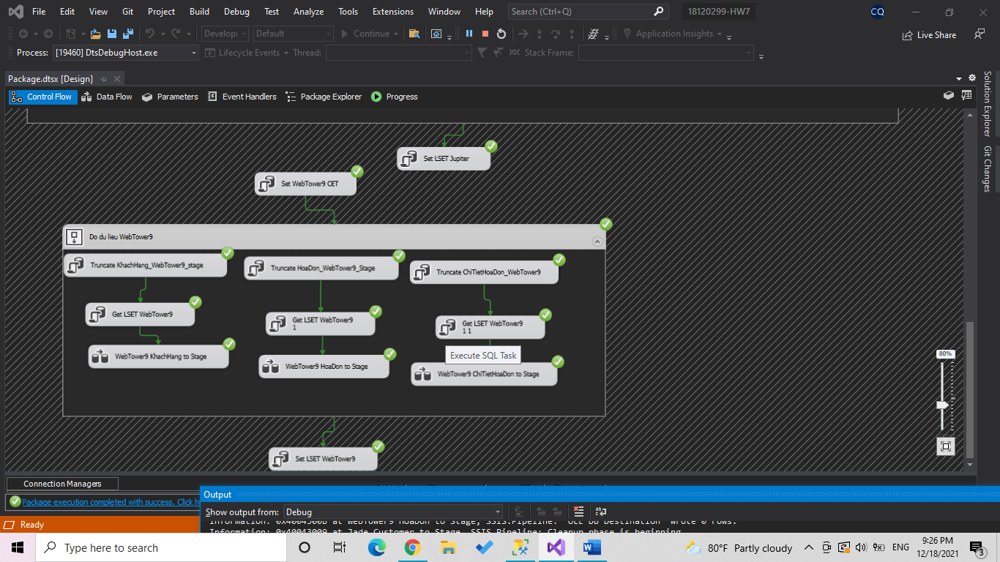 File Edit View Git Project Build Debug Test Analyze Tools Extensions Window Help Search (Ctrl+Q) 18120299-HW7 CQ
Developi Default Continue Application Insights Live Share
Process: [19460] DtsDebugHost.exe Lifecycle Events Thread: Stack Frame:
Package.dtsx [Design]
Control Flow Data Flow Parameters Event Handlers Package Explorer Progress
Solution Explorer
Git Changes
Set LSET Jupiter
Set WebTower9 CET
Do du lieu WebTower9
Truncate KhachHang_WebTower9_stage
Truncate HoaDon_WebTower9_Stage
Truncate ChiTietHoaDon_WebTower9
Get LSET WebTower9
Get LSET WebTower9
1
Get LSET WebTower9
1 1
Execute SQL Task
WebTower9 KhachHang to Stage
WebTower9 HoaDon to Stage
WebTower9 ChiTietHoaDon to Stage
80%
Set LSET WebTower9
Connection Managers
Package execution completed with success. Click h
Output
Show output from: Debug
Information: 0x4004300B at WebTower9 HoaDon to Stage, SSIS.Pipeline: "OLE DB Destination" wrote 0 rows.
Information: 0x40043009 at Jade Customer to Stage, SSIS.Pipeline: Cleanup phase is beginning.
Ready
Type here to search
80°F Partly cloudy
ENG
9:26 PM
12/18/2021
3